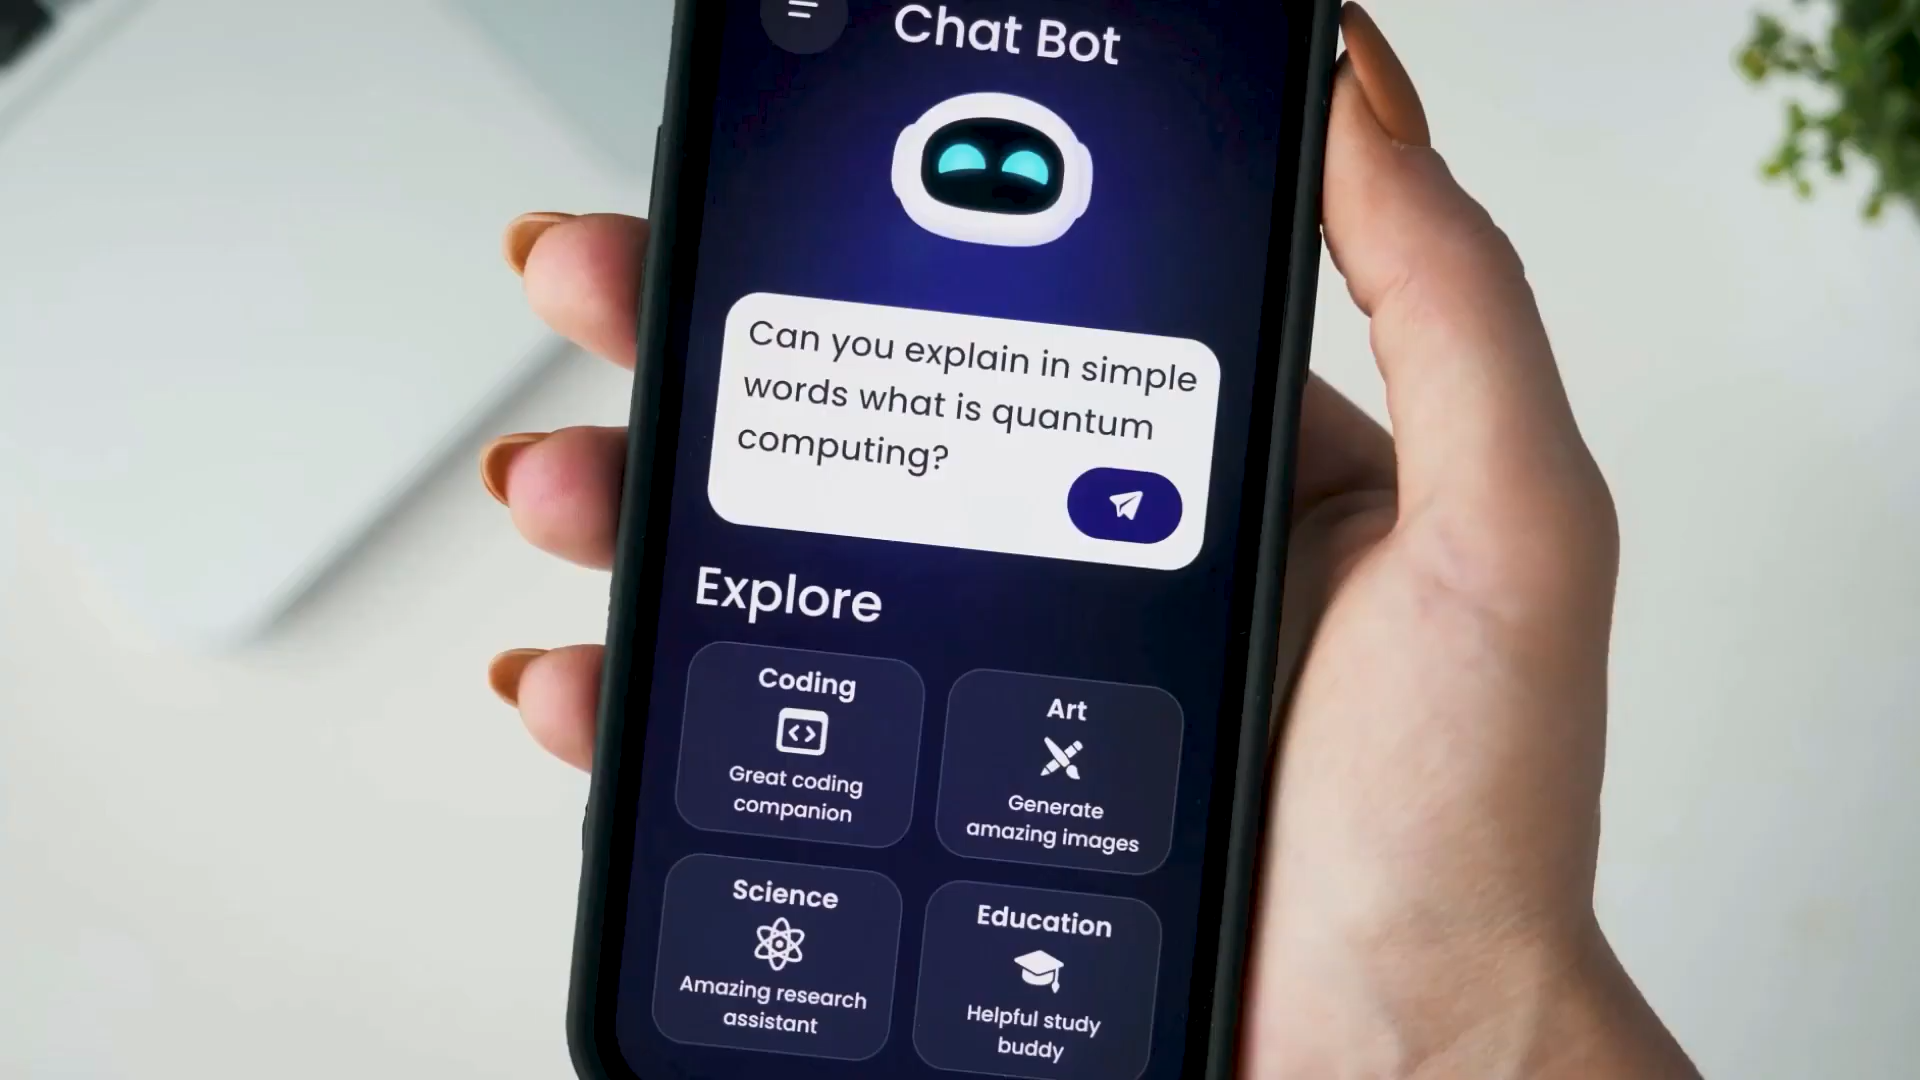 Chat Bot
Can you explain in simple
words what is quantum
computing?
Explore
Coding
Great coding
companion
Art
Generate
amazing images
Science
Amazing research
assistant
Education
Helpful study
buddy